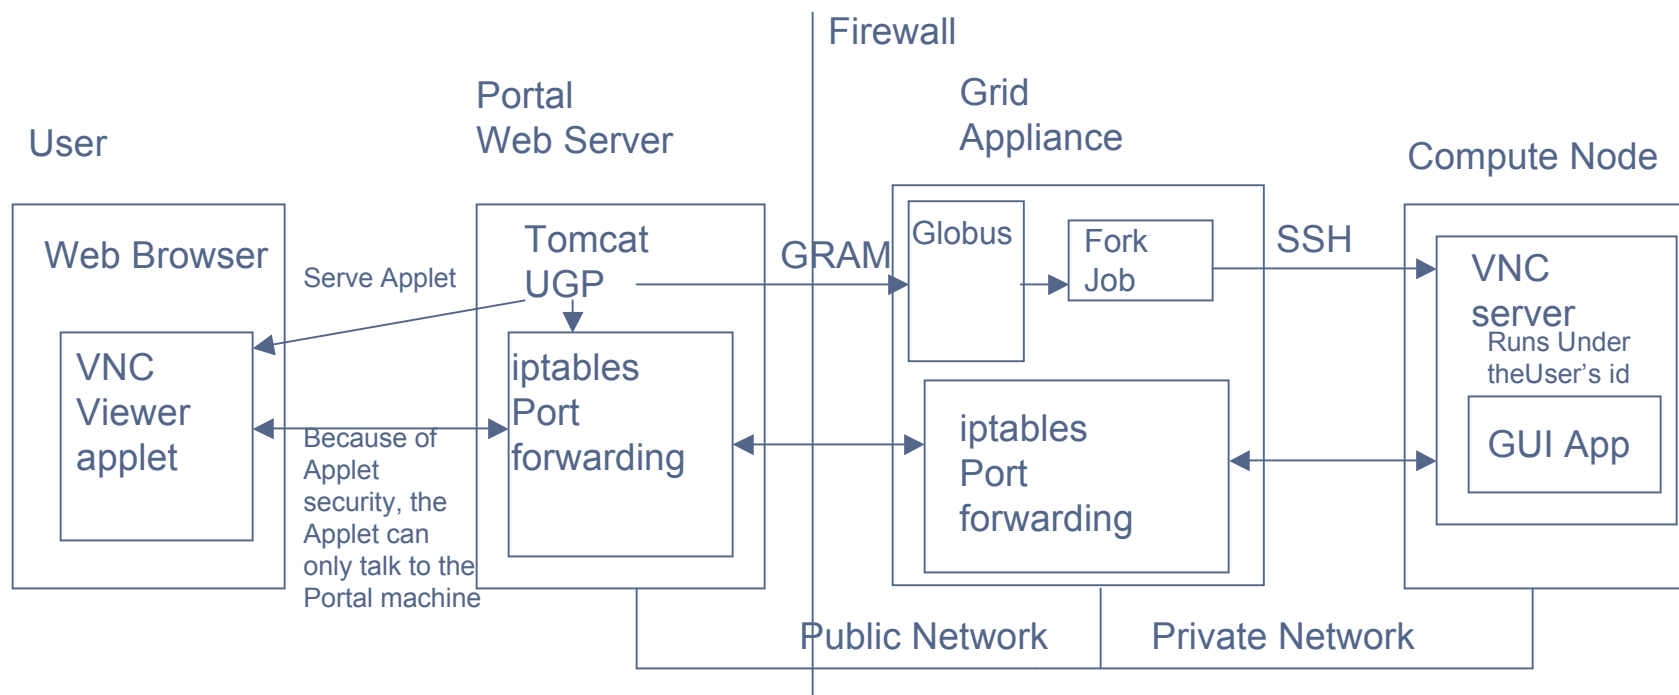 Firewall
User
Portal
Web Server
Grid
Appliance
Compute Node
Web Browser
Serve Applet
VNC
Viewer
applet
Because of
Applet
security, the
Applet can
only talk to the
Portal machine
Tomcat
UGP
iptables
Port
forwarding
GRAM
Globus
Fork
Job
iptables
Port
forwarding
SSH
VNC
server
Runs Under
theUser’s id
GUI App
Public Network
Private Network